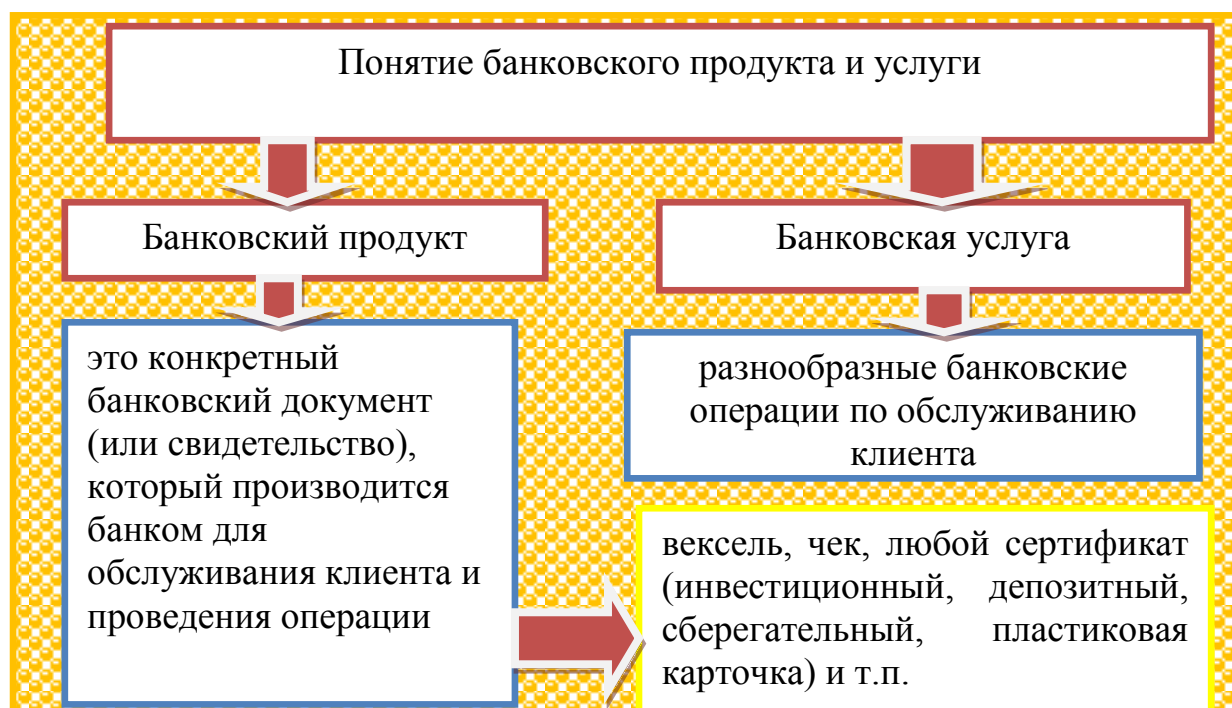 Понятие банковского продукта и услуги
Банковский продукт
Банковская услуга
это конкретный
банковский документ
(или свидетельство),
который производится
банком для
обслуживания клиента и
проведения операции
разнообразные банковские
операции по обслуживанию
клиента
вексель, чек, любой сертификат
(инвестиционный, депозитный,
сберегательный, пластиковая
карточка) и т.п.